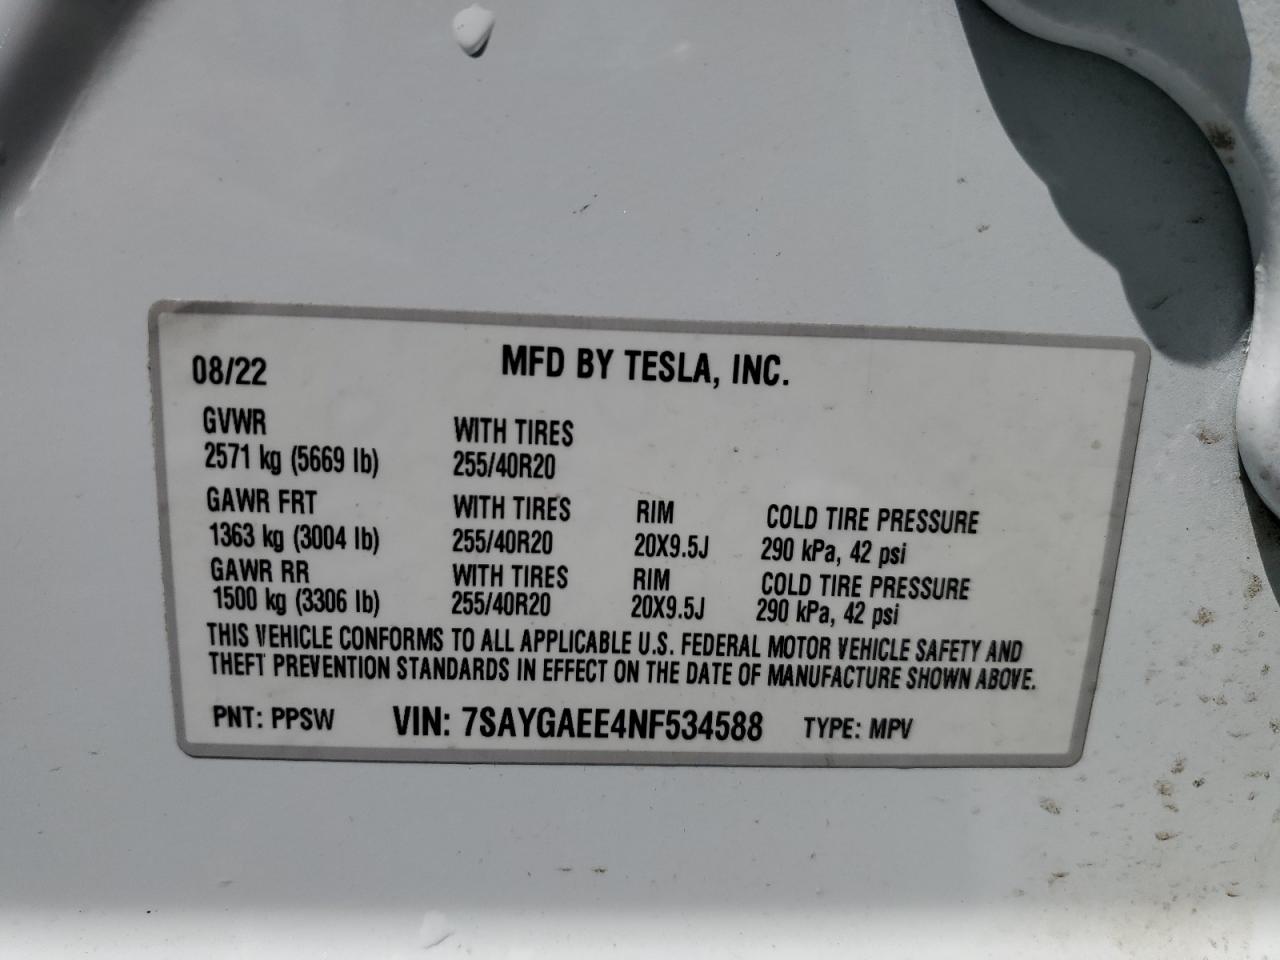 08/22 MFD BY TESLA, INC.
GVWR WITH TIRES
2571 kg (5669 lb) 255/40R20
GAWR FRT WITH TIRES RIM COLD TIRE PRESSURE
1363 kg (3004 lb) 255/40R20 20X9.5J 290 kPa, 42 psi
GAWR RR WITH TIRES RIM COLD TIRE PRESSURE
1500 kg (3306 lb) 255/40R20 20X9.5J 290 kPa, 42 psi
THIS VEHICLE CONFORMS TO ALL APPLICABLE U.S. FEDERAL MOTOR VEHICLE SAFETY AND
THEFT PREVENTION STANDARDS IN EFFECT ON THE DATE OF MANUFACTURE SHOWN ABOVE.
PNT: PPSW VIN: 7SAYGAEE4NF534588 TYPE: MPV